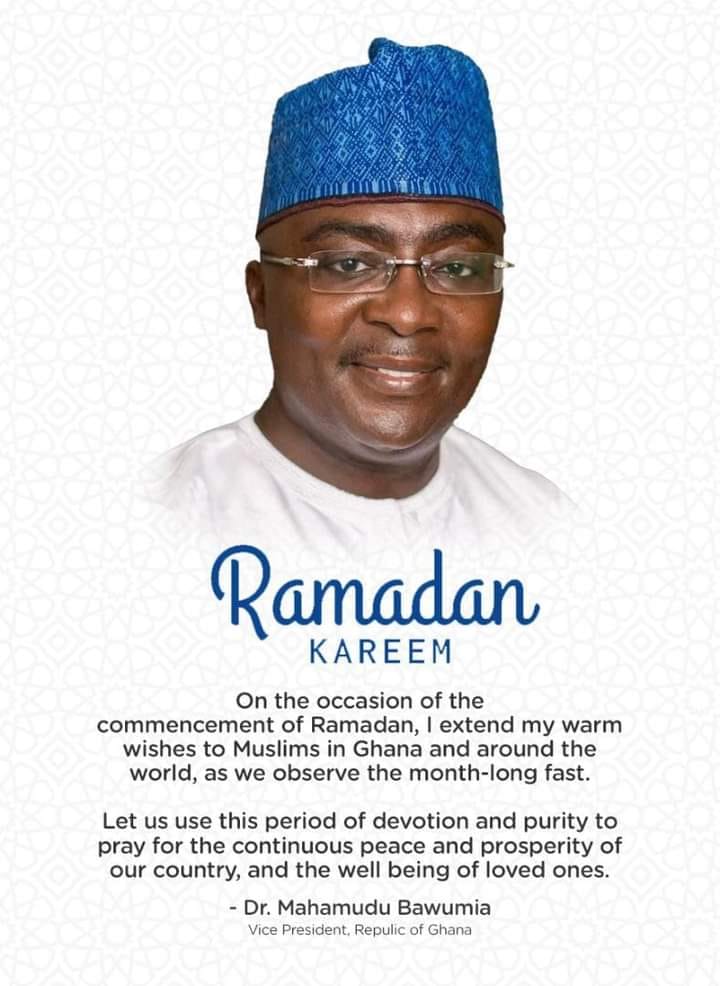 Ramadan
KAREEM
On the occasion of the
commencement of Ramadan, I extend my warm
wishes to Muslims in Ghana and around the
world, as we observe the month-long fast.
Let us use this period of devotion and purity to
pray for the continuous peace and prosperity of
our country, and the well being of loved ones.
- Dr. Mahamudu Bawumia
Vice President, Repulic of Ghana